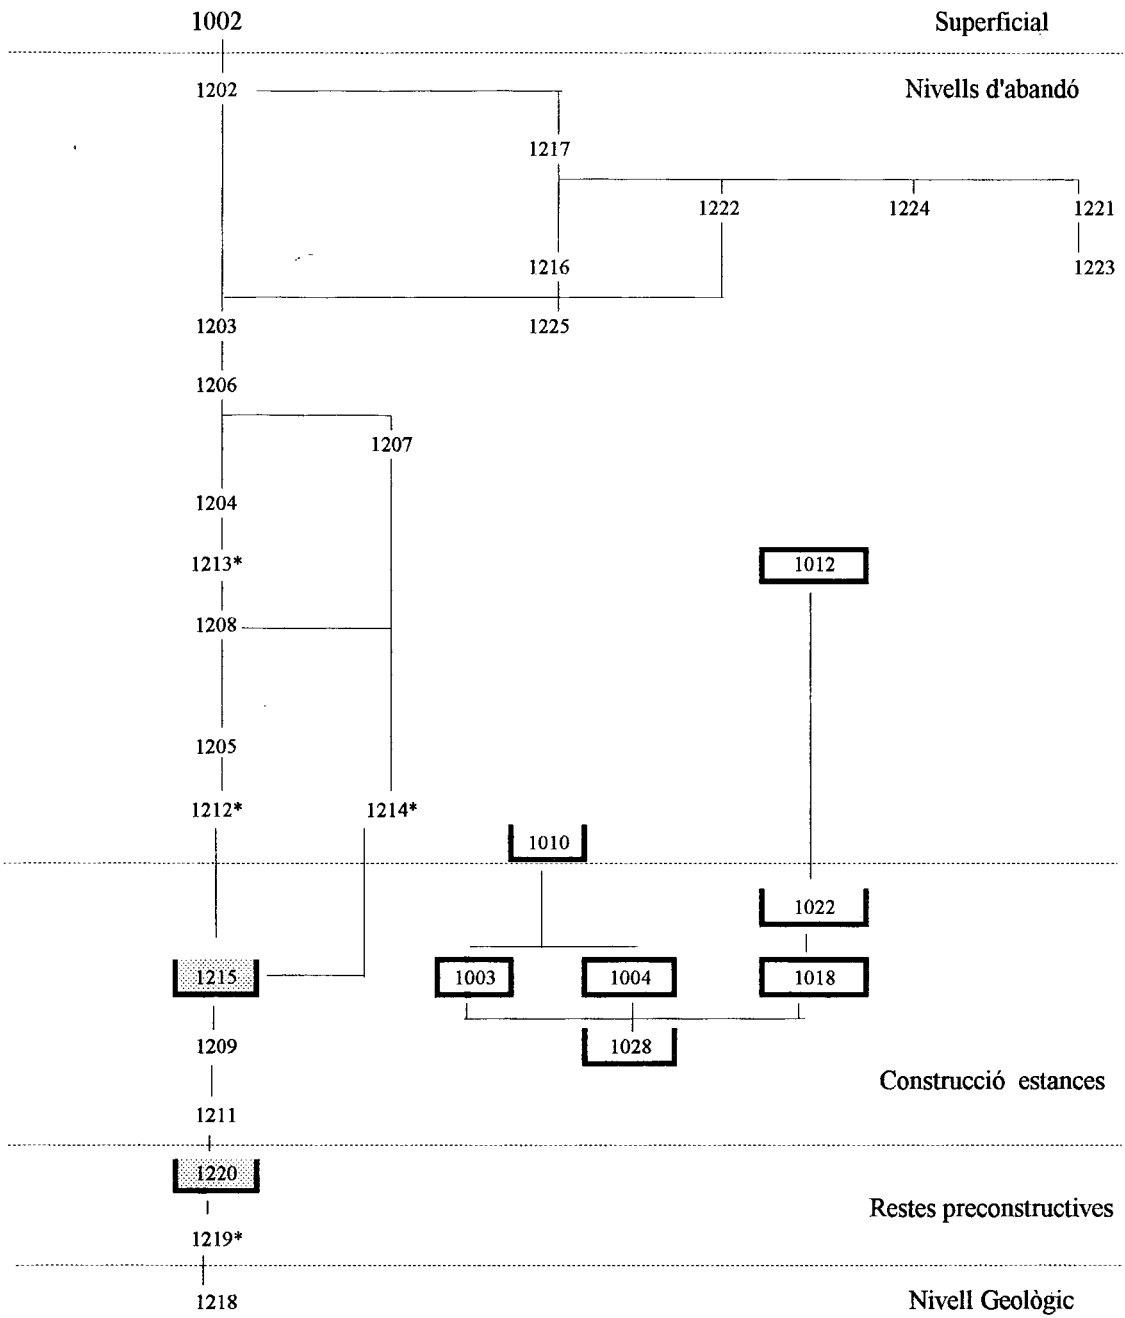 1002 Superficial
1202 Nivells d'abandó
1217
1222 1224 1221
1216 1223
1203 1225
1206
1207
1204
1213* 1012
1208
1205
1212* 1214*
1010
1022
1215 1003 1004 1018
1209 1028
Construcció estances
1211
1220
Restes preconstructives
1219*
1218 Nivell Geològic